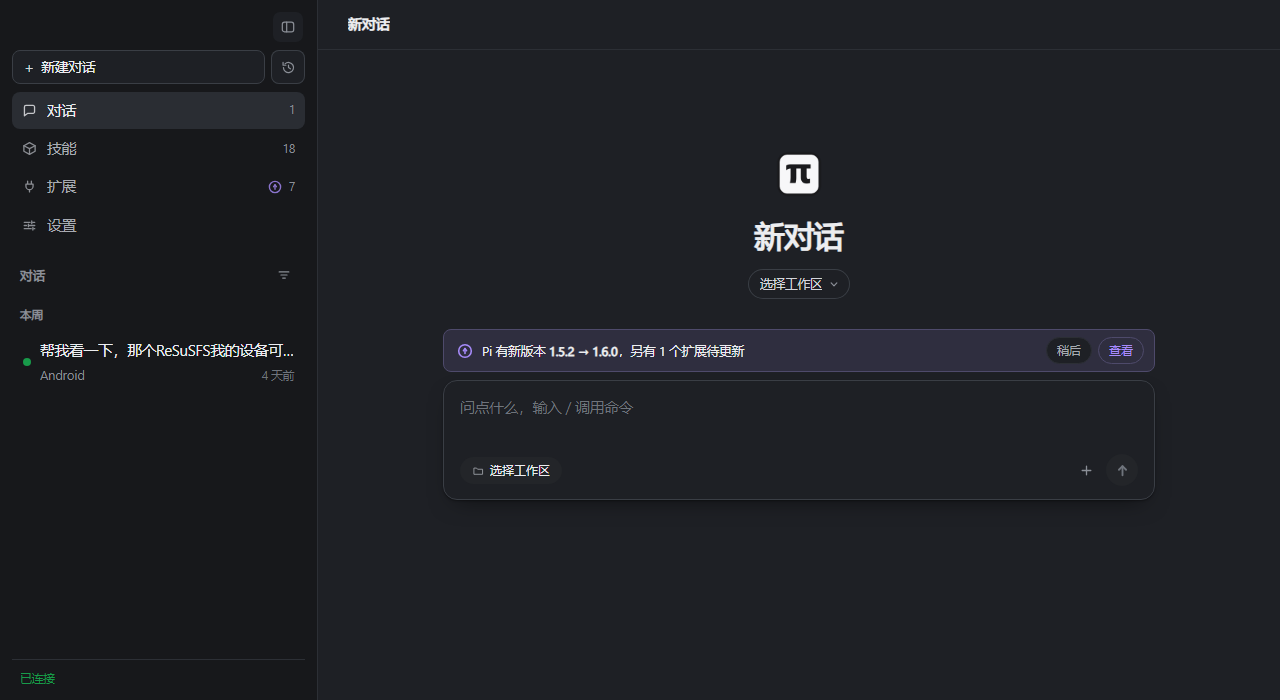 新对话
+ 新建对话
对话 1
技能 18
扩展 7
设置
对话
本周
帮我看一下，那个ReSuSFS我的设备可...
Android 4 天前
已连接
π
新对话
选择工作区
Pi 有新版本 1.5.2 → 1.6.0，另有 1 个扩展待更新 稍后 查看
问点什么，输入 / 调用命令
选择工作区